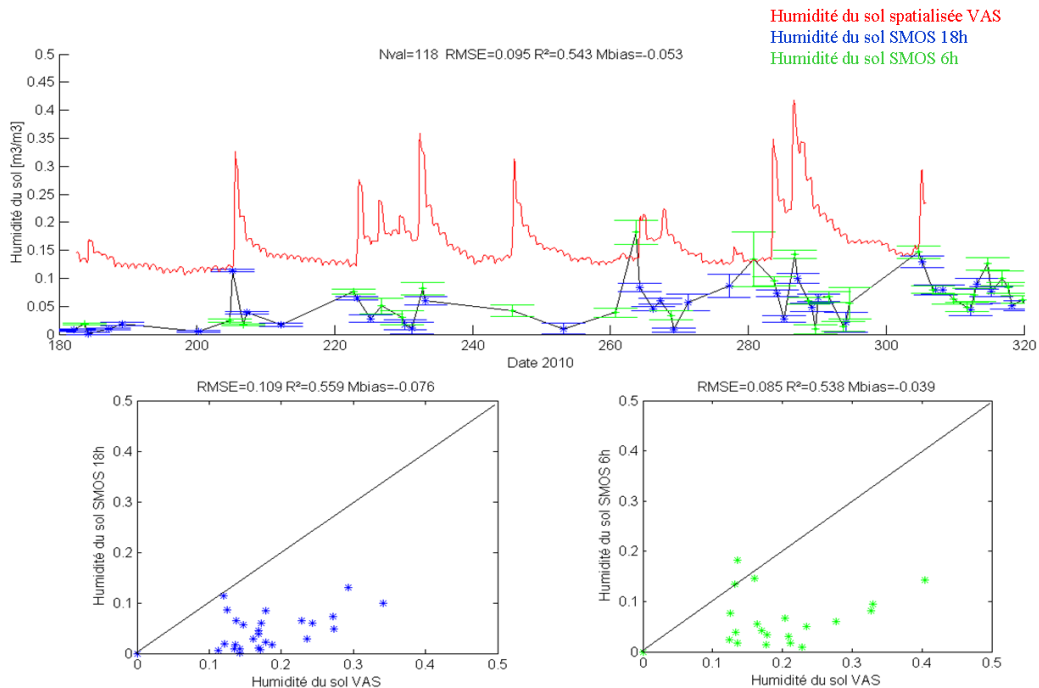 Humidité du sol spatialisée VAS
Humidité du sol SMOS 18h
Humidité du sol SMOS 6h
Nval=118 RMSE=0.095 R²=0.543 Mbias=-0.053
Humidité du sol [m3/m3]
0.5
0.45
0.4
0.35
0.3
0.25
0.2
0.15
0.1
0.05
0
180 200 220 240 260 280 300 320
Date 2010
RMSE=0.109 R²=0.559 Mbias=-0.076
Humidité du sol SMOS 18h
0.5
0.4
0.3
0.2
0.1
0
0 0.1 0.2 0.3 0.4 0.5
Humidité du sol VAS
RMSE=0.085 R²=0.538 Mbias=-0.039
Humidité du sol SMOS 6h
0.5
0.4
0.3
0.2
0.1
0
0 0.1 0.2 0.3 0.4 0.5
Humidité du sol VAS